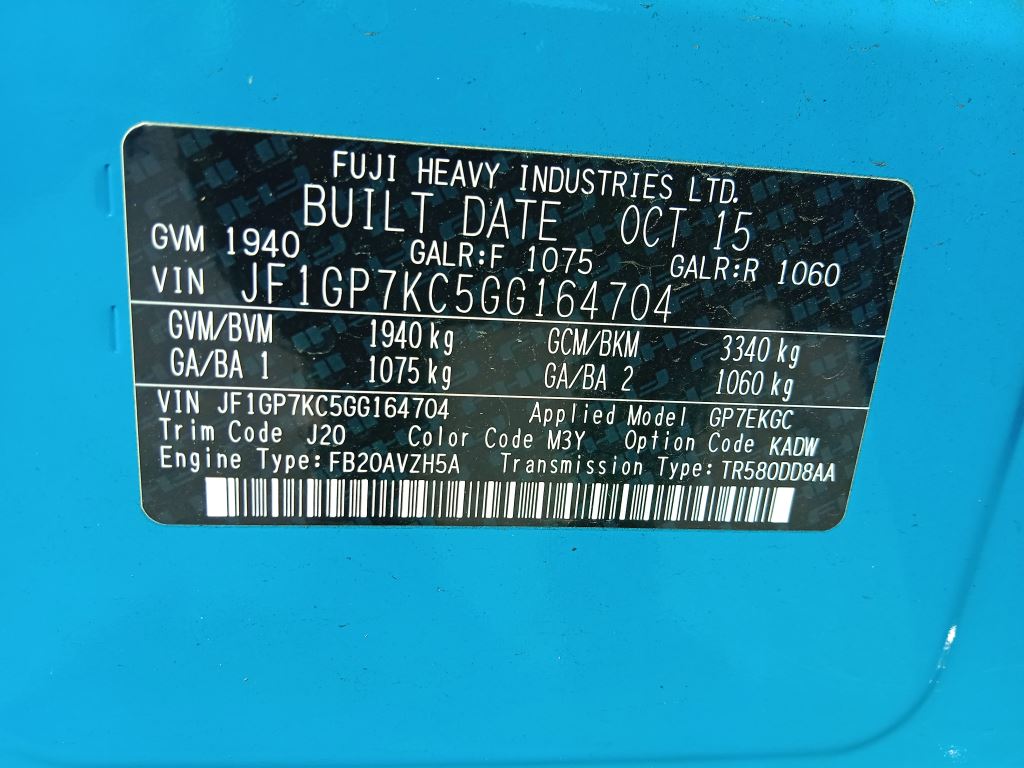 FUJI HEAVY INDUSTRIES LTD.
BUILT DATE OCT 15
GVM 1940 GALR:F 1075 GALR:R 1060
VIN JF1GP7KC5GG164704
GVM/BVM 1940 kg GCM/BKM 3340 kg
GA/BA 1 1075 kg GA/BA 2 1060 kg
VIN JF1GP7KC5GG164704 Applied Model GP7EKGC
Trim Code J20 Color Code M3Y Option Code KADW
Engine Type: FB20AVZH5A Transmission Type: TR580DD8AA